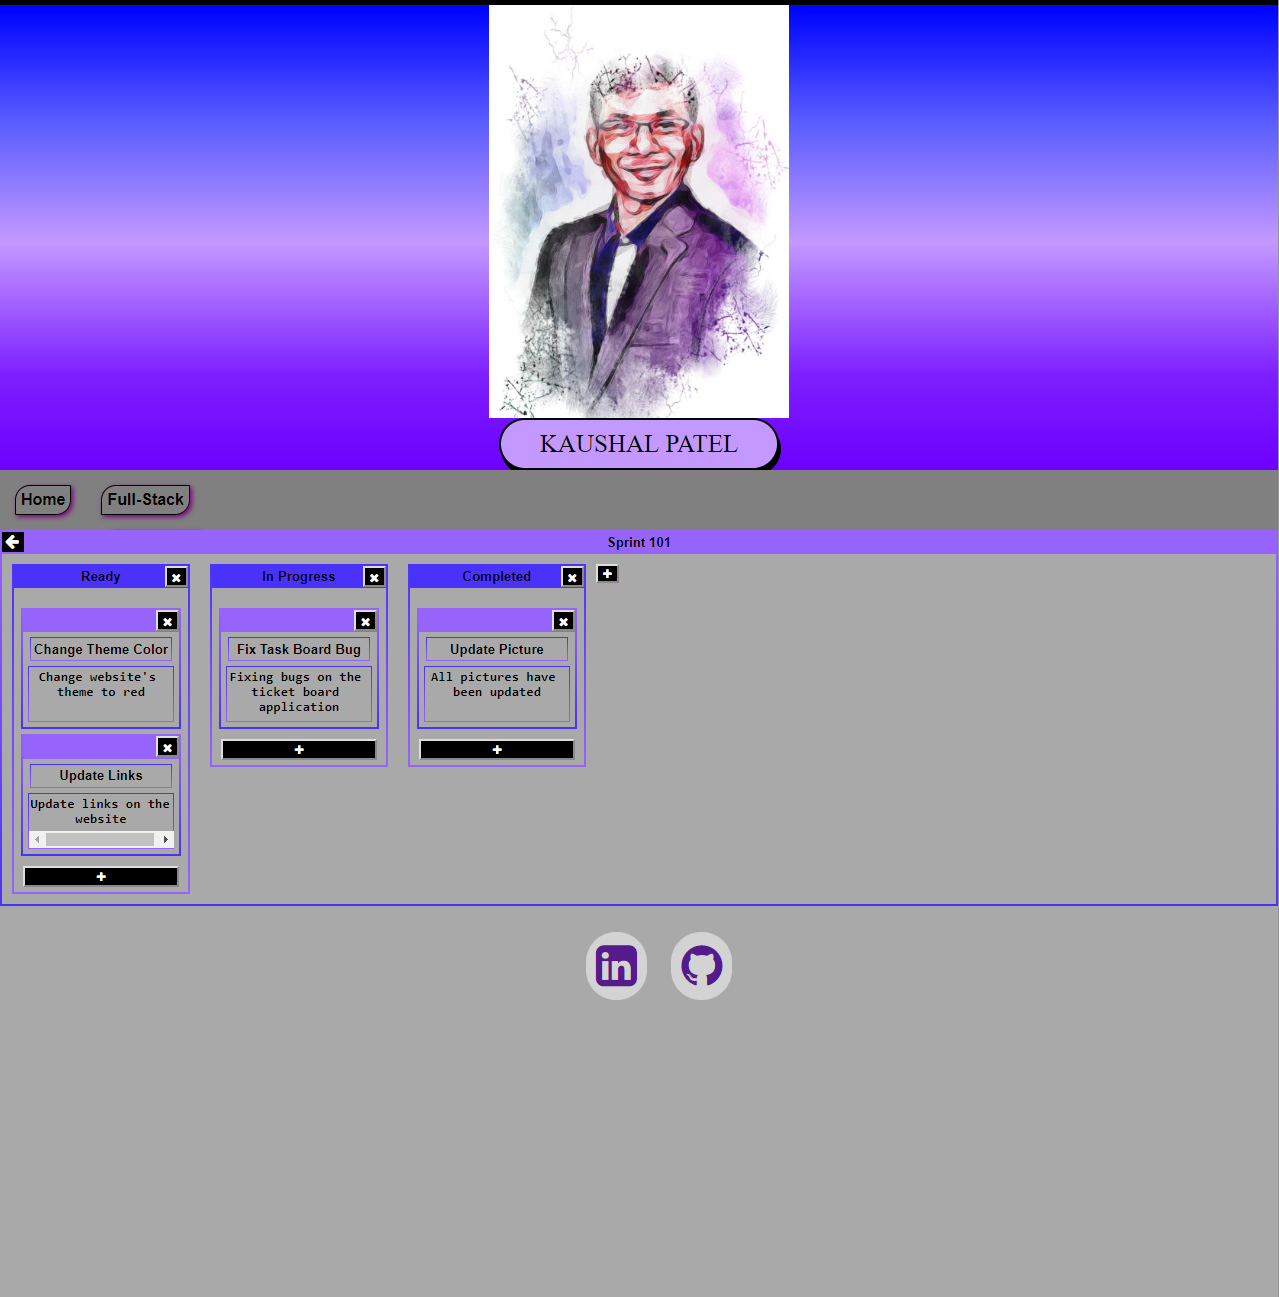 KAUSHAL PATEL
Home
Full-Stack
Sprint 101
Ready
Change Theme Color
Change website's
theme to red
Update Links
Update links on the
website
In Progress
Fix Task Board Bug
Fixing bugs on the
ticket board
application
Completed
Update Picture
All pictures have
been updated
in